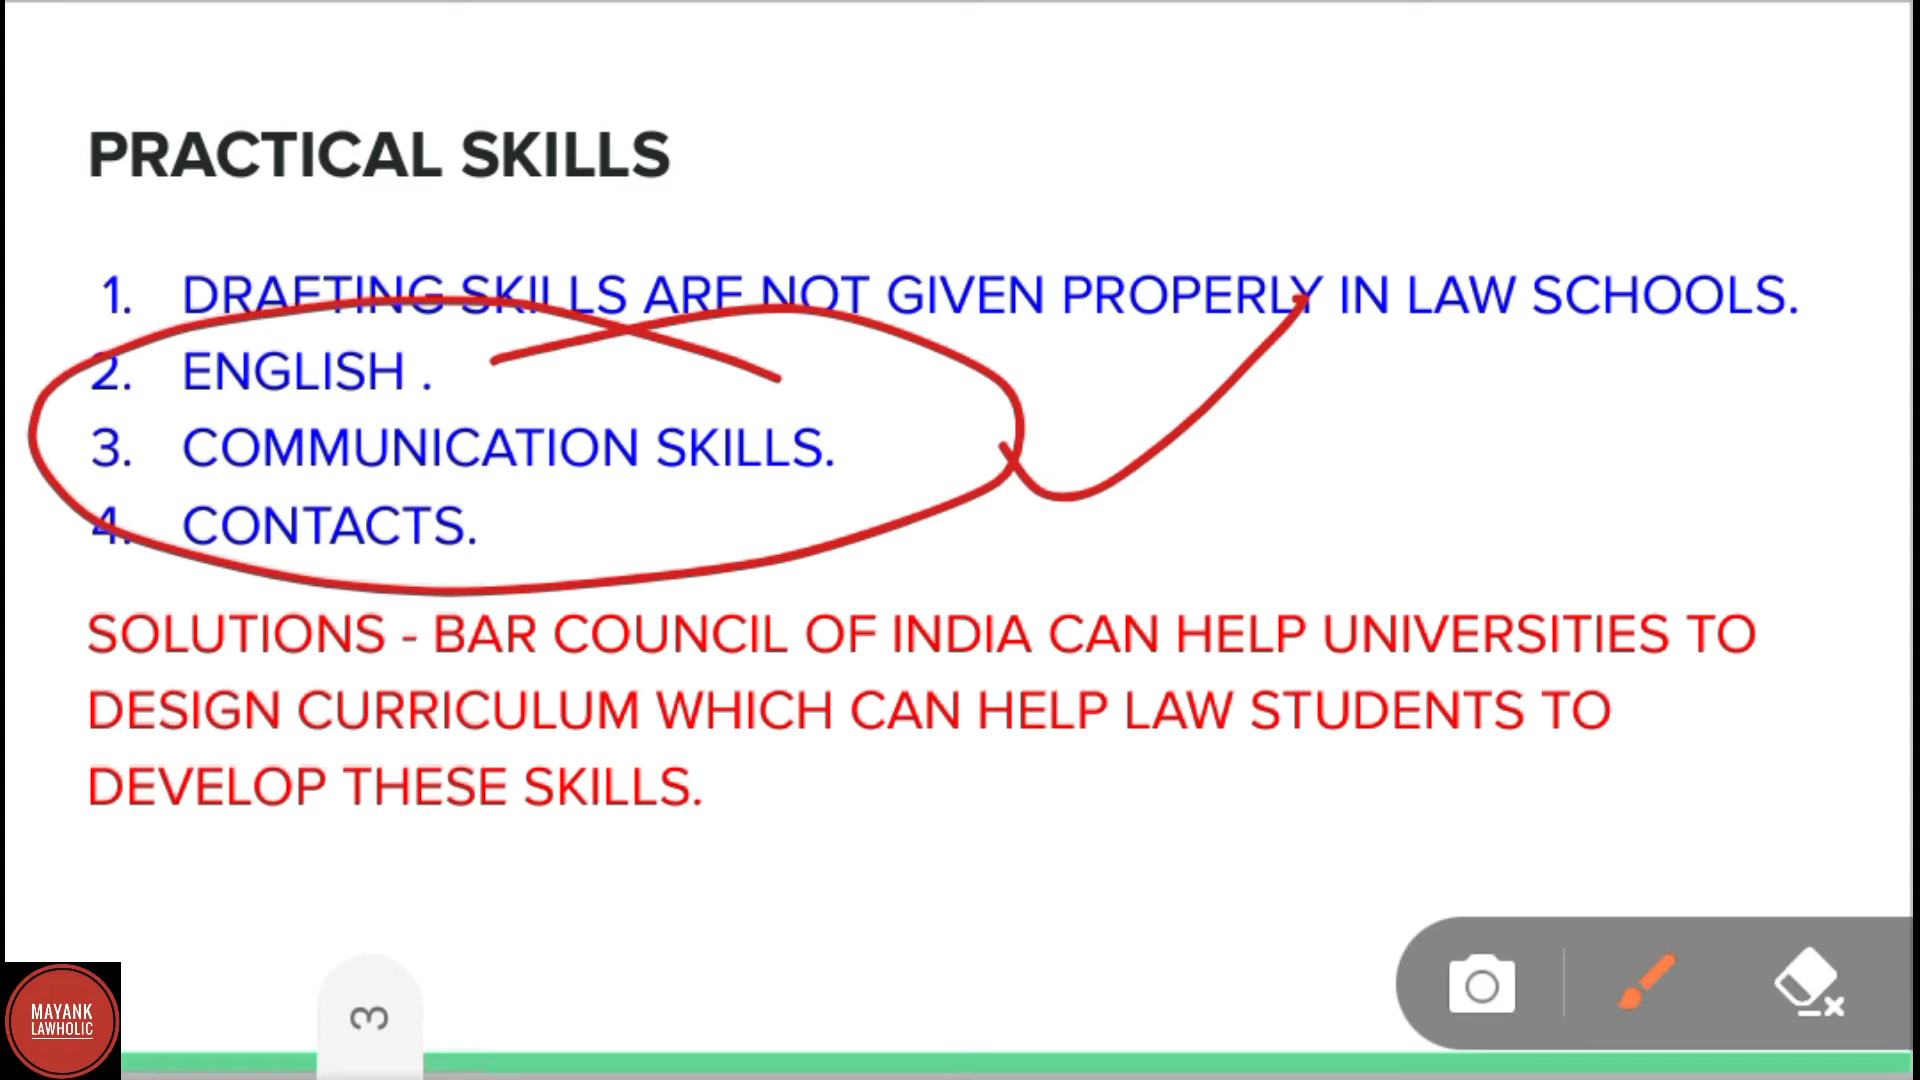 PRACTICAL SKILLS
1. DRAFTING SKILLS ARE NOT GIVEN PROPERLY IN LAW SCHOOLS.
2. ENGLISH .
3. COMMUNICATION SKILLS.
4. CONTACTS.
SOLUTIONS - BAR COUNCIL OF INDIA CAN HELP UNIVERSITIES TO
DESIGN CURRICULUM WHICH CAN HELP LAW STUDENTS TO
DEVELOP THESE SKILLS.
MAYANK
LAWHOLIC
3